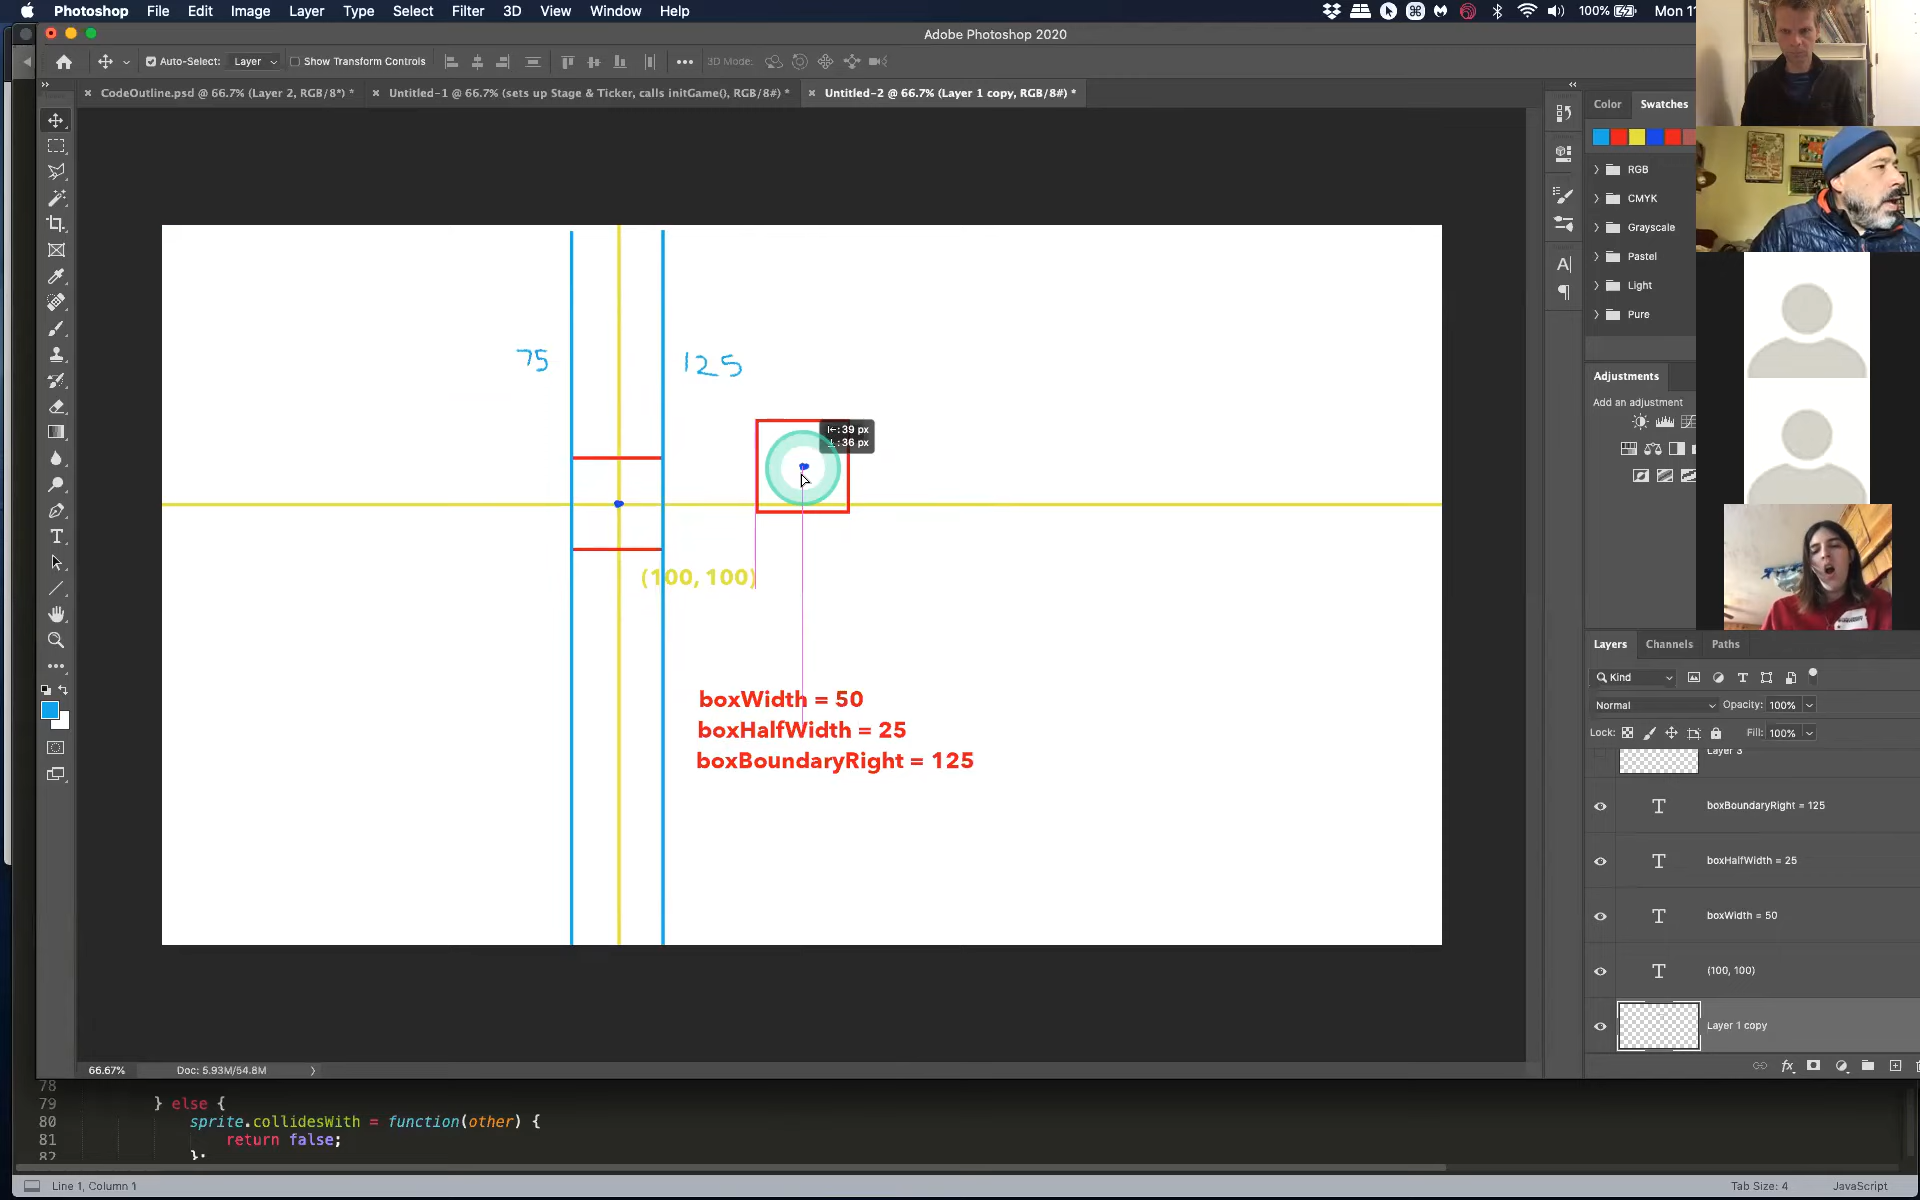 Photoshop File Edit Image Layer Type Select Filter 3D View Window Help 100% Mon 11
Adobe Photoshop 2020
Auto-Select: Layer Show Transform Controls 3D Mode:
CodeOutline.psd @ 66.7% (Layer 2, RGB/8*) * Untitled-1 @ 66.7% (sets up Stage & Ticker, calls initGame(), RGB/8#) * Untitled-2 @ 66.7% (Layer 1 copy, RGB/8#) *
Color Swatches
RGB
CMYK
Grayscale
Pastel
Light
Pure
Adjustments
Add an adjustment
75
125
: 39 px
: 36 px
(100, 100)
boxWidth = 50
boxHalfWidth = 25
boxBoundaryRight = 125
Layers Channels Paths
Kind
Normal Opacity: 100%
Lock: Fill: 100%
Layer 3
boxBoundaryRight = 125
boxHalfWidth = 25
boxWidth = 50
(100, 100)
Layer 1 copy
66.67% Doc: 5.93M/54.8M
78
79 } else {
80 sprite.collidesWith = function(other) {
81 return false;
82 };
Line 1, Column 1 Tab Size: 4 JavaScript